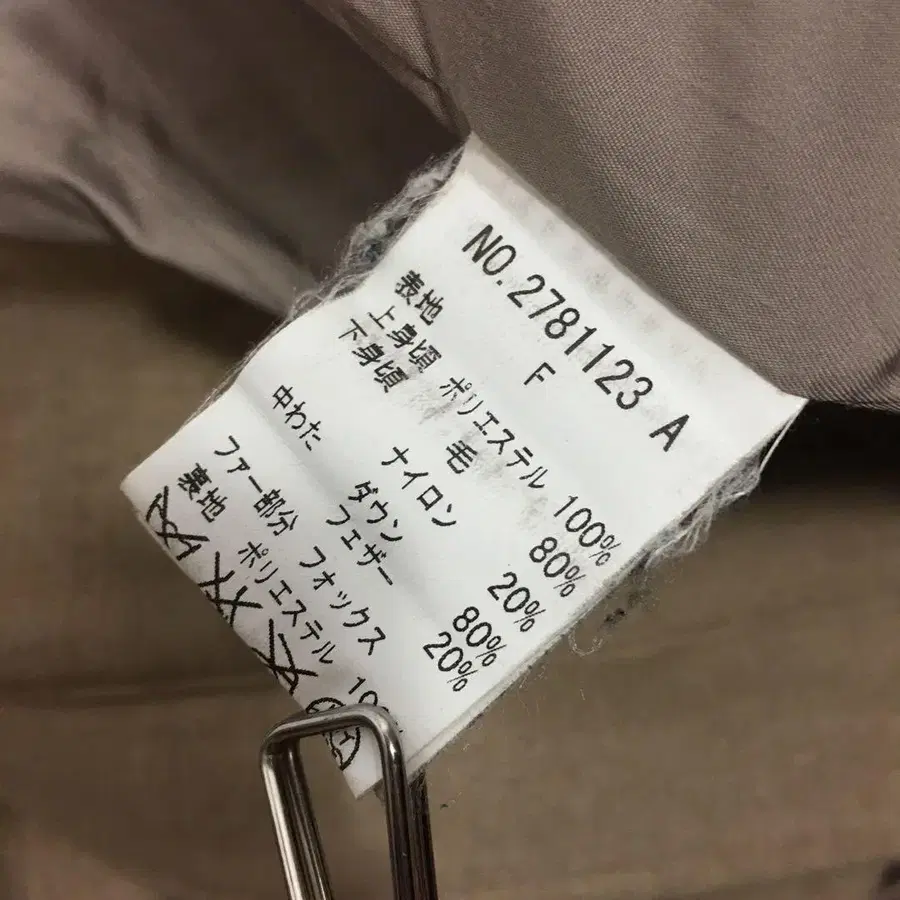 NO.2781123 A
F
表地
上身頃 ポリエステル 100%
下身頃 毛 80%
ナイロン 20%
中わた ダウン 80%
フェザー 20%
ファー部分 フォックス
裏地 ポリエステル